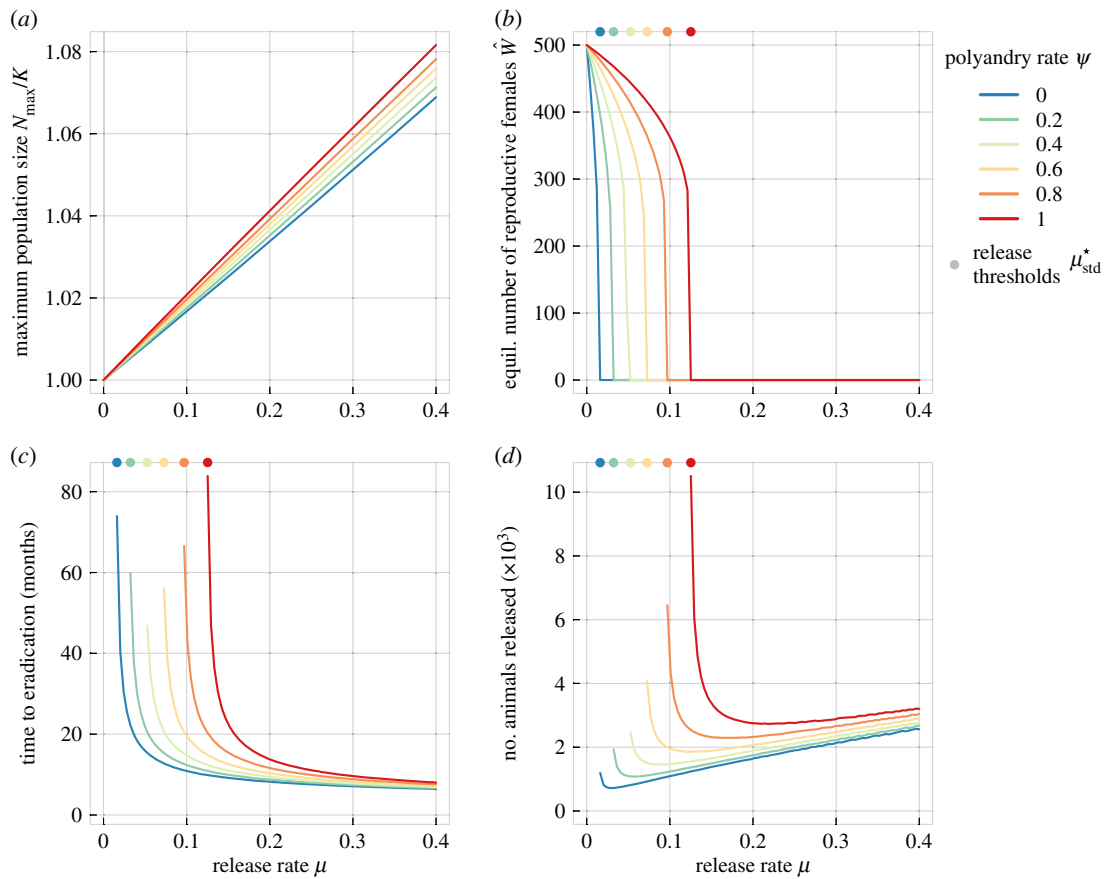 (a)
maximum population size N_max/K
1.08
1.06
1.04
1.02
1.00
0 0.1 0.2 0.3 0.4
(b)
equil. number of reproductive females Ŵ
500
400
300
200
100
0
0 0.1 0.2 0.3 0.4
polyandry rate ψ
0
0.2
0.4
0.6
0.8
1
release
thresholds μ*_std
(c)
time to eradication (months)
80
60
40
20
0
0 0.1 0.2 0.3 0.4
release rate μ
(d)
no. animals released (×10³)
10
8
6
4
2
0
0 0.1 0.2 0.3 0.4
release rate μ